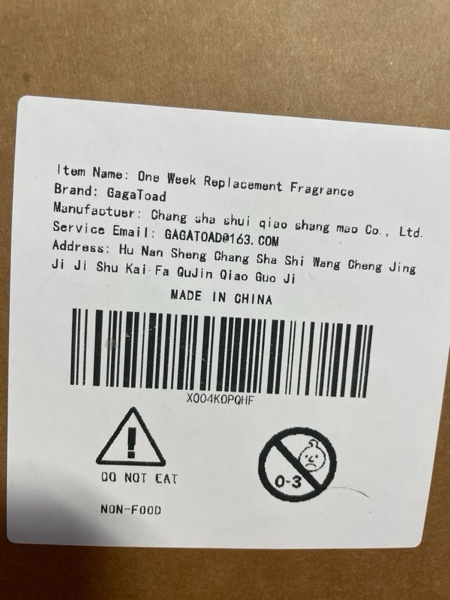 Item Name: One Week Replacement Fragrance
Brand: GagaToad
Manufactuer: Chang sha shui qiao shang mao Co., Ltd.
Service Email: GAGATOAD@163.COM
Address: Hu Nan Sheng Chang Sha Shi Wang Cheng Jing
Ji Ji Shu Kai Fa QuJin Qiao Guo Ji
MADE IN CHINA
X004K0PQHF
DO NOT EAT
0-3
NON-FOOD